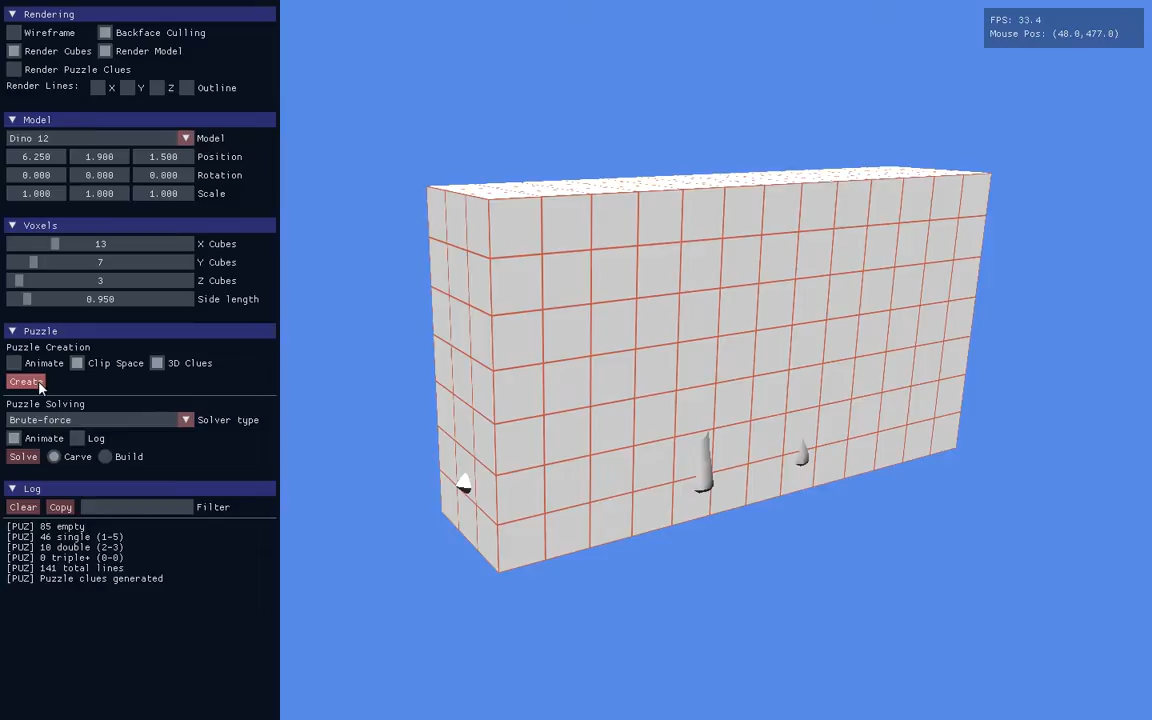 Rendering
Wireframe Backface Culling
Render Cubes Render Model
Render Puzzle Clues
Render Lines: X Y Z Outline
Model
Dino 12 Model
6.250 1.900 1.500 Position
0.000 0.000 0.000 Rotation
1.000 1.000 1.000 Scale
Voxels
13 X Cubes
7 Y Cubes
3 Z Cubes
0.950 Side length
Puzzle
Puzzle Creation
Animate Clip Space 3D Clues
Create
Puzzle Solving
Brute-force Solver type
Animate Log
Solve Carve Build
Log
Clear Copy Filter
[PUZ] 85 empty
[PUZ] 46 single (1-5)
[PUZ] 10 double (2-3)
[PUZ] 0 triple+ (0-0)
[PUZ] 141 total lines
[PUZ] Puzzle clues generated
FPS: 33.4
Mouse Pos: (48.0,477.0)